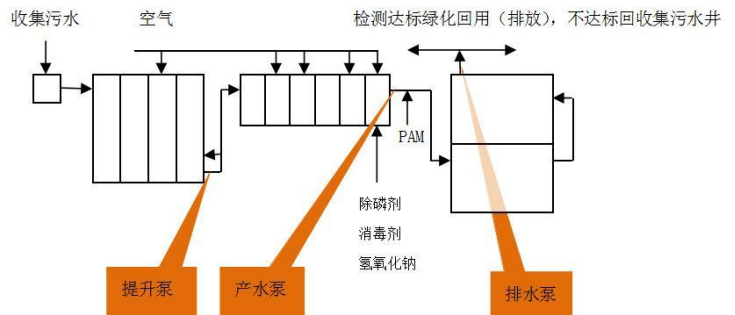 收集污水
空气
检测达标绿化回用（排放），不达标回收集污水井
PAM
除磷剂
消毒剂
氢氧化钠
提升泵
产水泵
排水泵